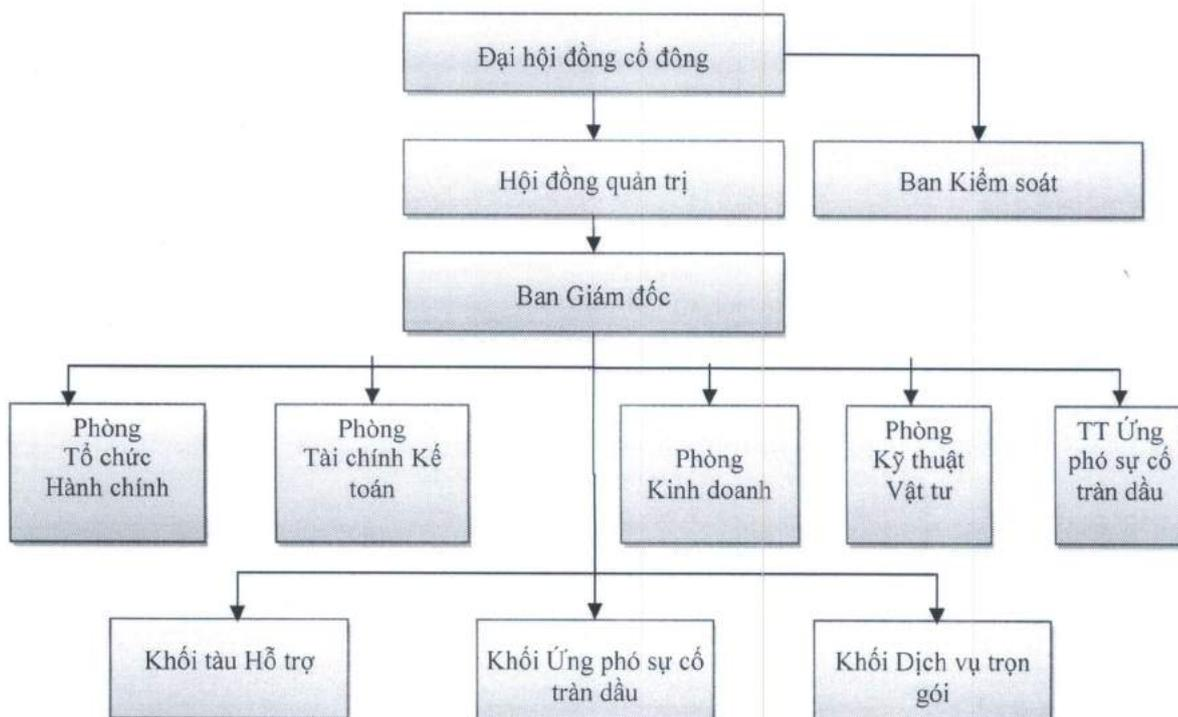 Đại hội đồng cổ đông
Hội đồng quản trị
Ban Kiểm soát
Ban Giám đốc
Phòng
Tổ chức
Hành chính
Phòng
Tài chính Kế
toán
Phòng
Kinh doanh
Phòng
Kỹ thuật
Vật tư
TT Ứng
phó sự cố
tràn dầu
Khối tàu Hỗ trợ
Khối Ứng phó sự cố
tràn dầu
Khối Dịch vụ trọn
gói